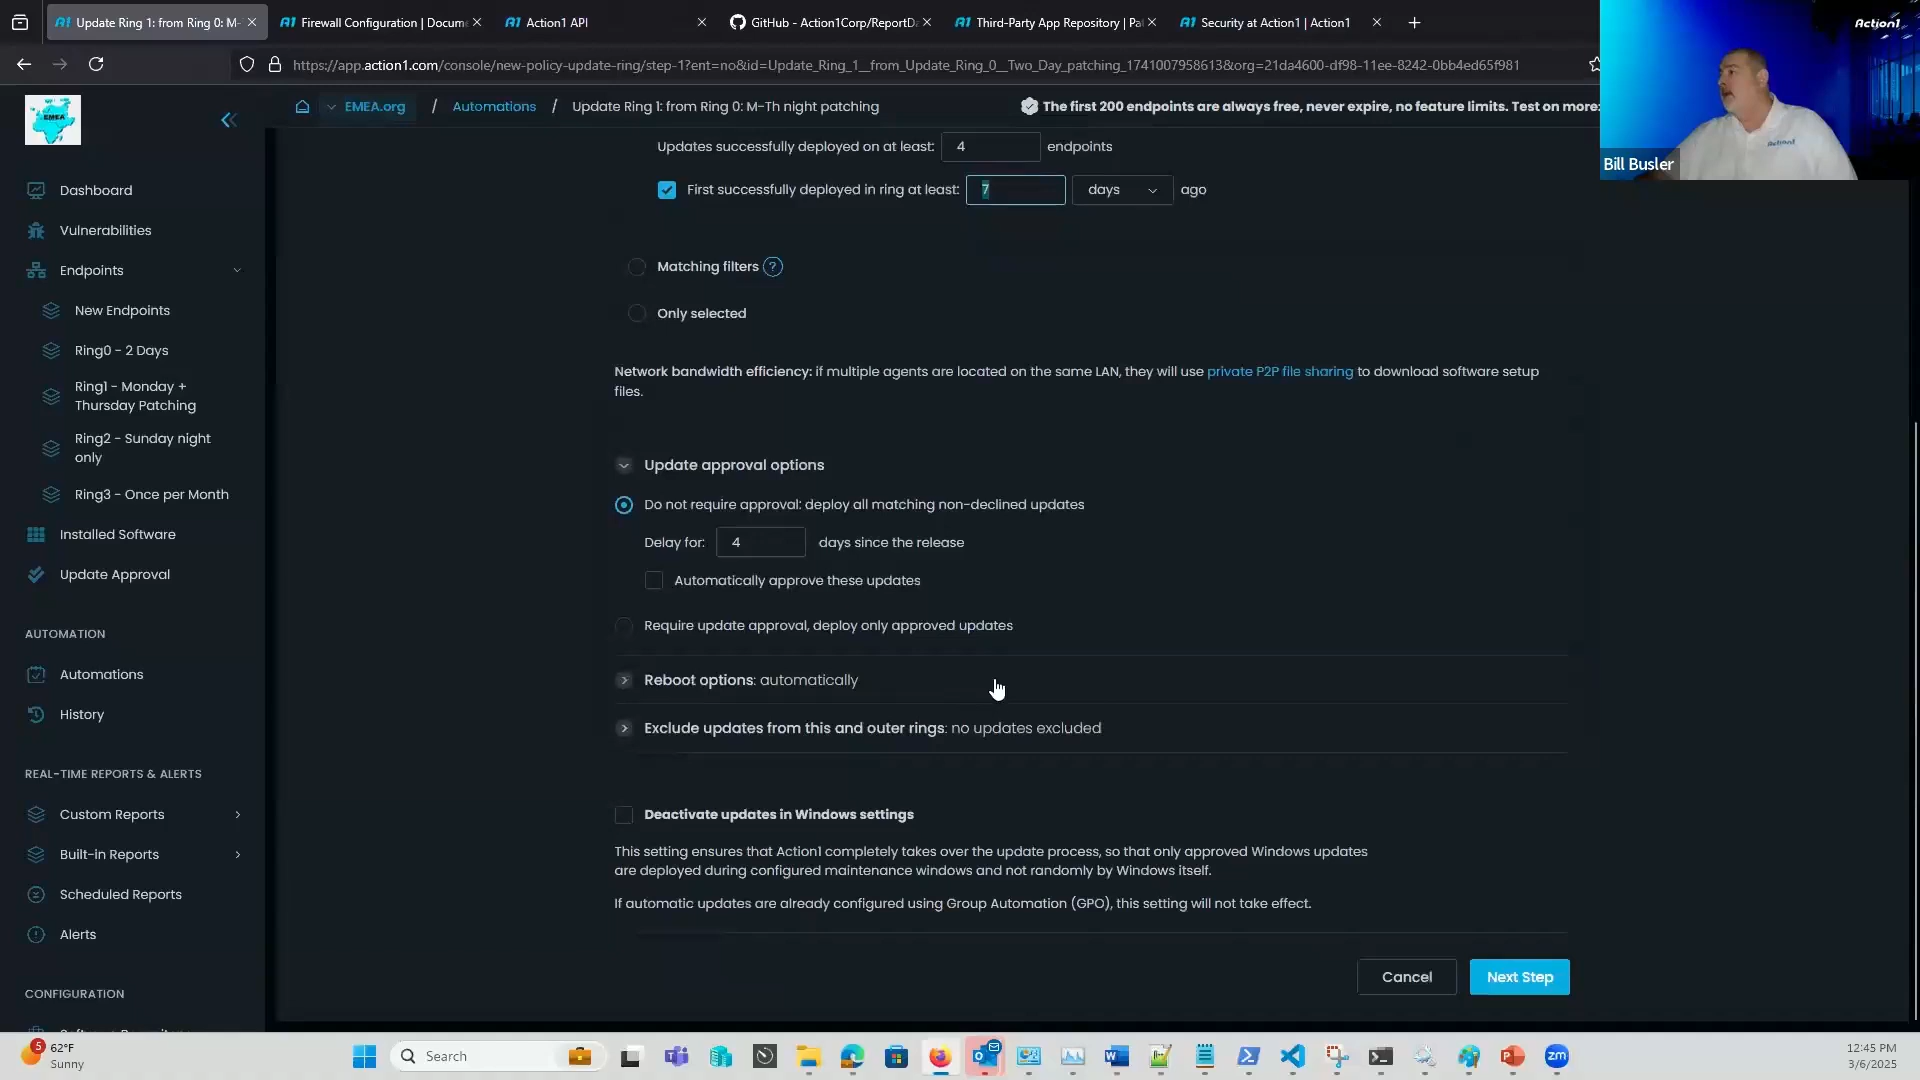 Update Ring 1: from Ring 0: M-
Firewall Configuration | Docum
Action1 API
GitHub - Action1Corp/ReportDa
Third-Party App Repository | Pa
Security at Action1 | Action1
https://app.action1.com/console/new-policy-update-ring/step-1?ent=no&id=Update_Ring_1__from_Update_Ring_0__Two_Day_patching_1741007958613&org=21da4600-df98-11ee-8242-0bb4ed65f981
Action1
Bill Busler
EMEA
EMEA.org / Automations / Update Ring 1: from Ring 0: M-Th night patching
The first 200 endpoints are always free, never expire, no feature limits. Test on more:
Dashboard
Vulnerabilities
Endpoints
New Endpoints
Ring0 - 2 Days
Ring1 - Monday +
Thursday Patching
Ring2 - Sunday night
only
Ring3 - Once per Month
Installed Software
Update Approval
AUTOMATION
Automations
History
REAL-TIME REPORTS & ALERTS
Custom Reports
Built-in Reports
Scheduled Reports
Alerts
CONFIGURATION
Updates successfully deployed on at least: 4 endpoints
First successfully deployed in ring at least: 7 days ago
Matching filters ?
Only selected
Network bandwidth efficiency: if multiple agents are located on the same LAN, they will use private P2P file sharing to download software setup
files.
Update approval options
Do not require approval: deploy all matching non-declined updates
Delay for: 4 days since the release
Automatically approve these updates
Require update approval, deploy only approved updates
Reboot options: automatically
Exclude updates from this and outer rings: no updates excluded
Deactivate updates in Windows settings
This setting ensures that Action1 completely takes over the update process, so that only approved Windows updates
are deployed during configured maintenance windows and not randomly by Windows itself.
If automatic updates are already configured using Group Automation (GPO), this setting will not take effect.
Cancel
Next Step
5
62°F
Sunny
Search
zm
12:45 PM
3/6/2025